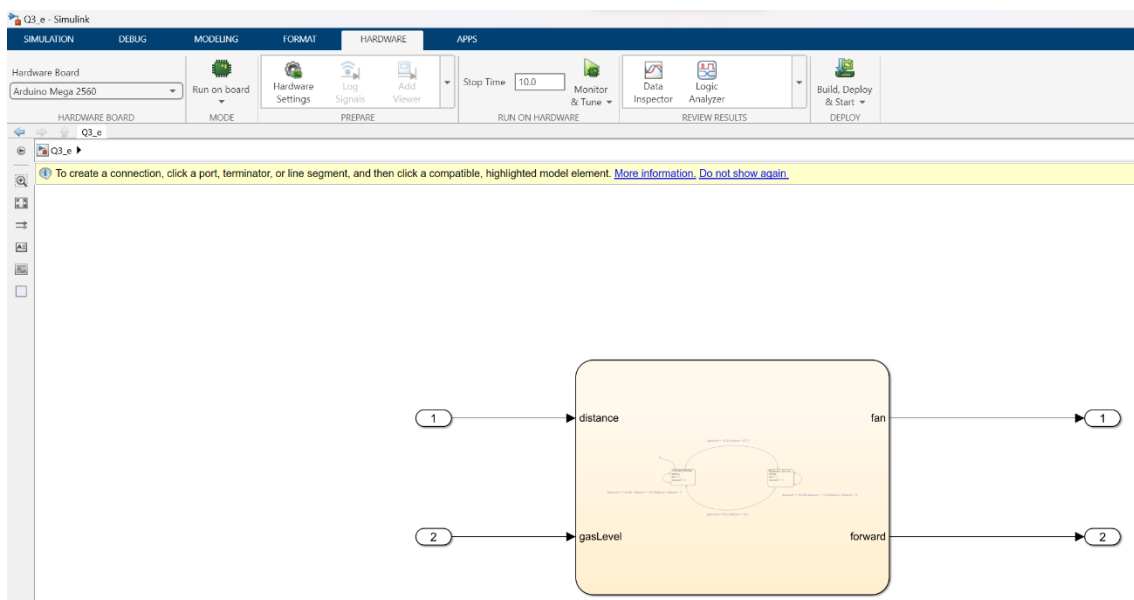 Q3_e - Simulink
SIMULATION DEBUG MODELING FORMAT HARDWARE APPS
Hardware Board
Arduino Mega 2560
Run on board
Hardware Settings
Log Signals
Add Viewer
Stop Time 10.0
Monitor & Tune
Data Inspector
Logic Analyzer
Build, Deploy & Start
HARDWARE BOARD MODE PREPARE RUN ON HARDWARE REVIEW RESULTS DEPLOY
Q3_e
Q3_e
To create a connection, click a port, terminator, or line segment, and then click a compatible, highlighted model element. More information. Do not show again
1 distance fan 1
2 gasLevel forward 2